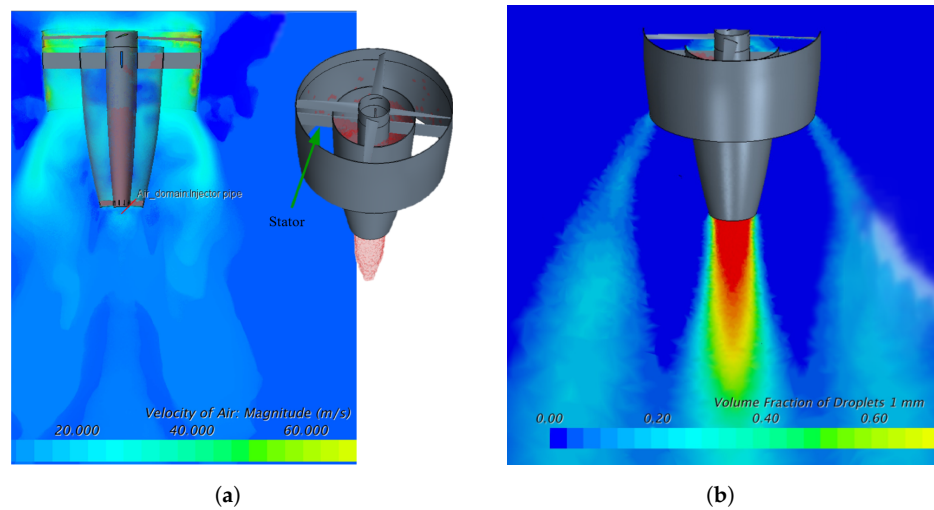 Air_domain.Injector.pipe
Stator
Velocity of Air: Magnitude (m/s)
20.000 40.000 60.000
Volume Fraction of Droplets 1 mm
0.00 0.20 0.40 0.60
(a) (b)